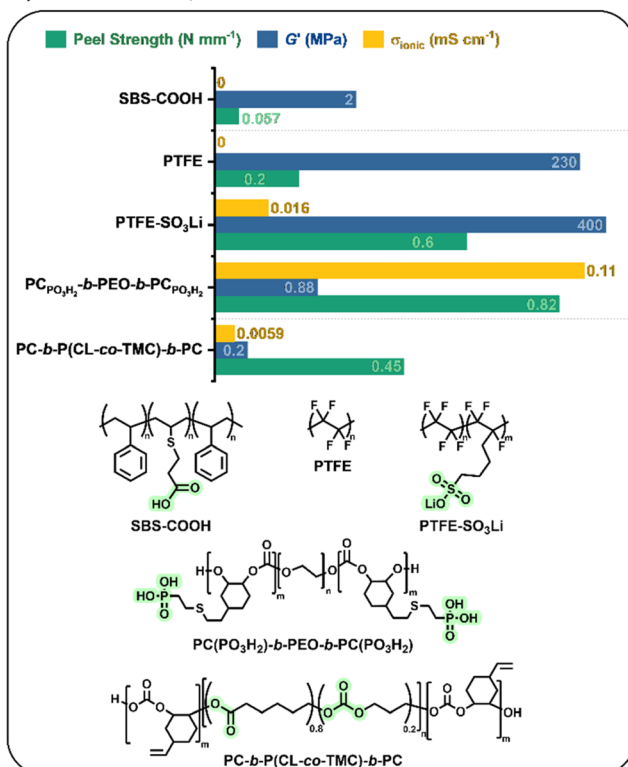 Peel Strength (N mm⁻¹) G' (MPa) σionic (mS cm⁻¹)
0
SBS-COOH 2
0.057
0
PTFE 230
0.2
0.016
PTFE-SO₃Li 400
0.6
0.11
PC_PO₃H₂-b-PEO-b-PC_PO₃H₂ 0.88
0.82
0.0059
PC-b-P(CL-co-TMC)-b-PC 0.2
0.45
n n n
S
O
HO
SBS-COOH
F F
n
F F
PTFE
F F F F
n m
F F F
O
S
O
LiO
PTFE-SO₃Li
O O
H O O O O O O O H
m n m
OH OH
HO P S S P OH
O O
PC(PO₃H₂)-b-PEO-b-PC(PO₃H₂)
H O O O O O O O O
O O O O OH
m 0.8 0.2 n m
PC-b-P(CL-co-TMC)-b-PC